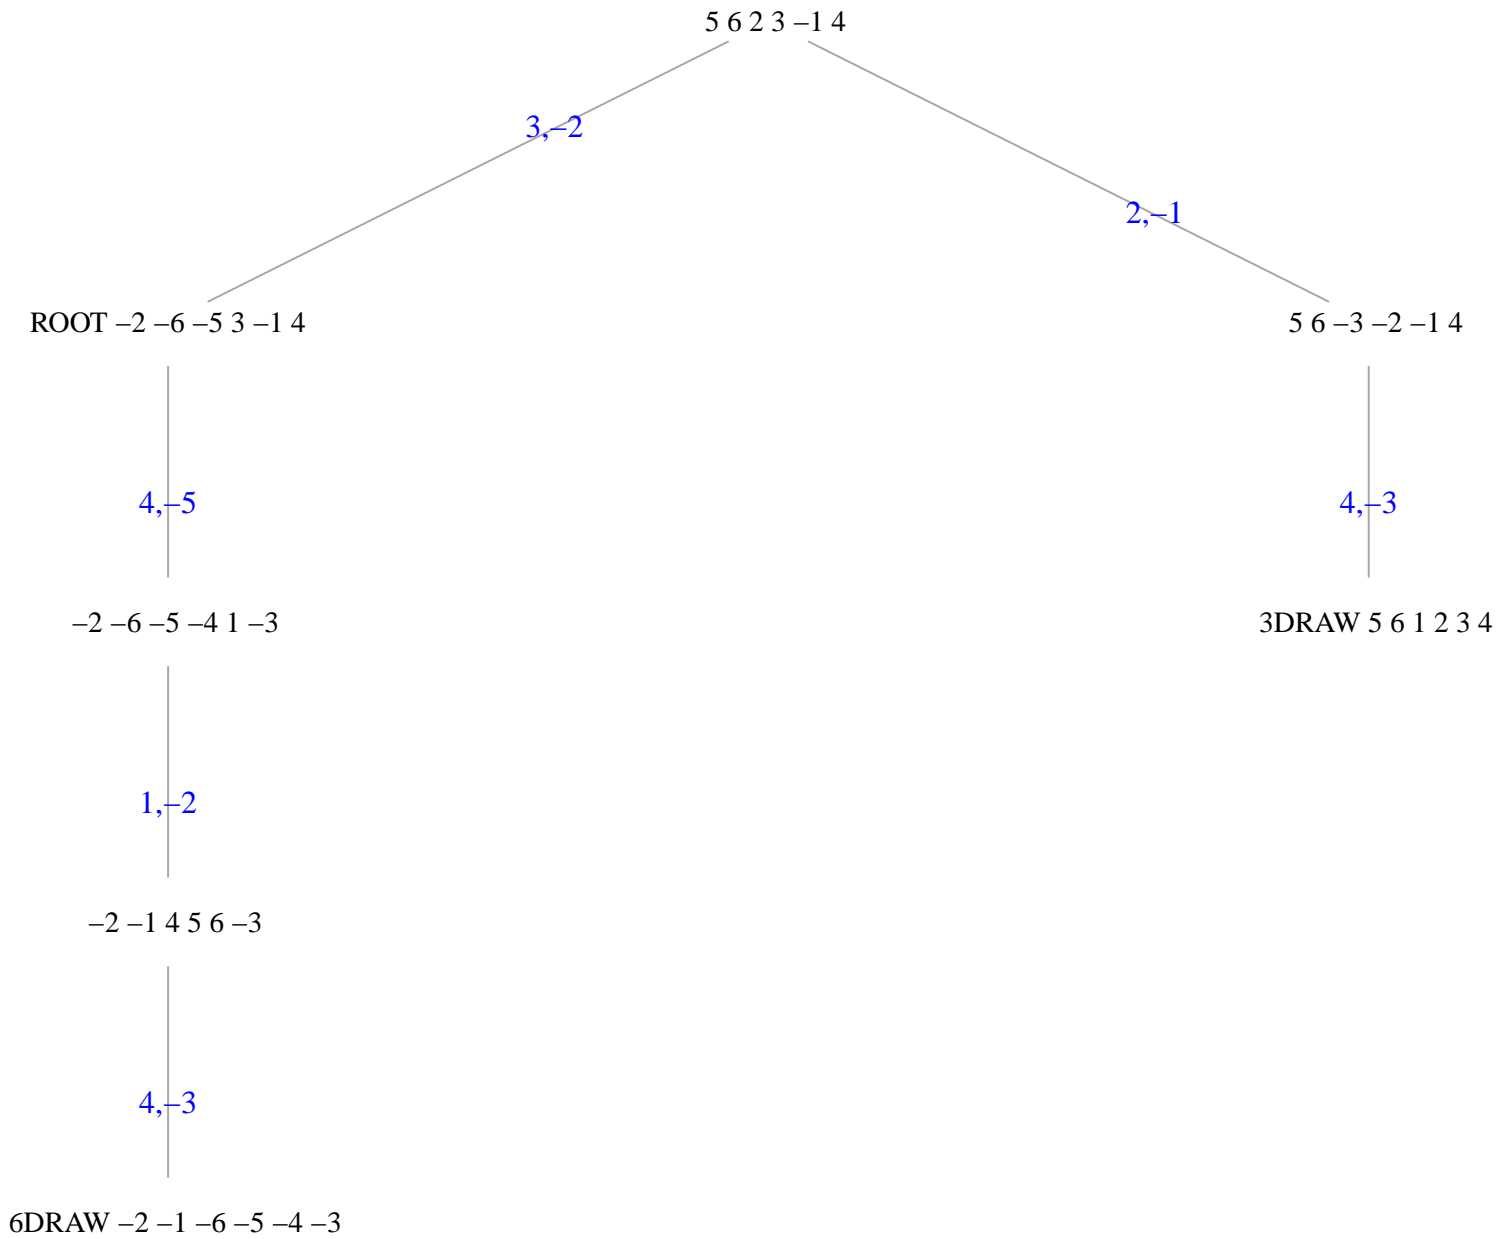 5 6 2 3 –1 4
3,–2
2,–1
ROOT –2 –6 –5 3 –1 4
5 6 –3 –2 –1 4
4,–5
4,–3
–2 –6 –5 –4 1 –3
3DRAW 5 6 1 2 3 4
1,–2
–2 –1 4 5 6 –3
4,–3
6DRAW –2 –1 –6 –5 –4 –3